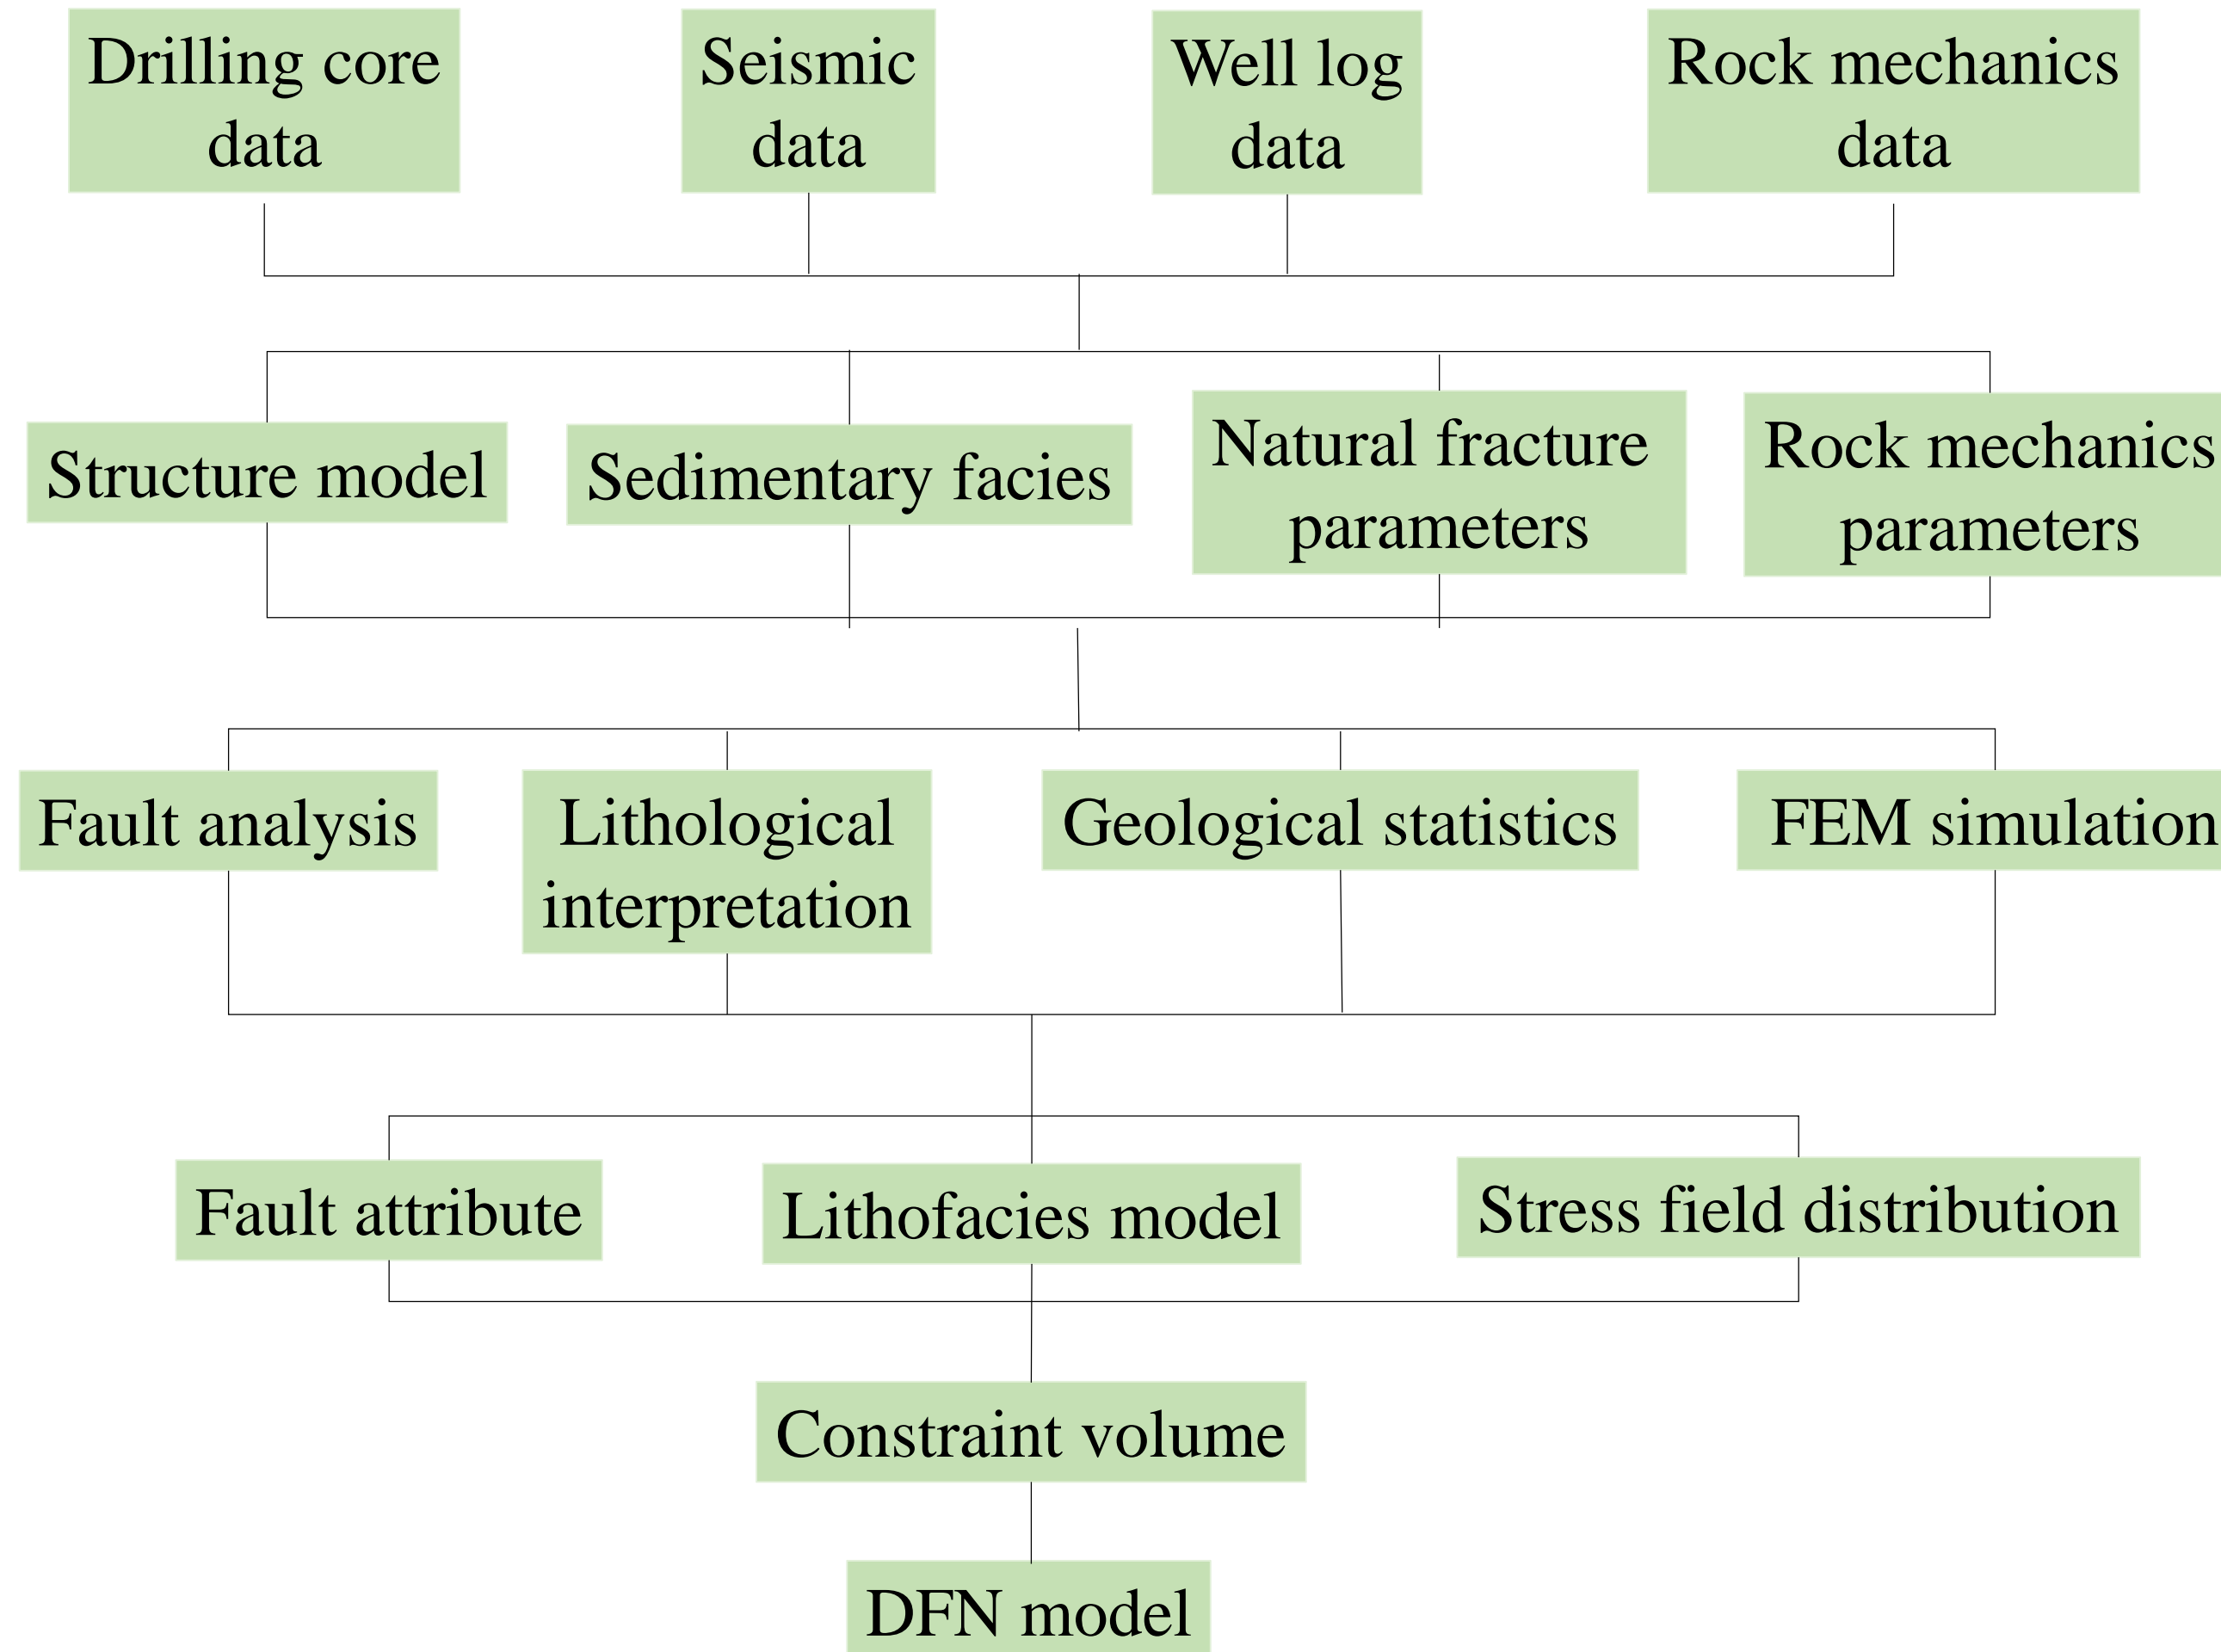 Drilling core
data
Seismic
data
Well log
data
Rock mechanics
data
Structure model
Sedimentary facies
Natural fractue
parameters
Rock mechanics
parameters
Fault analysis
Lithological
interpretation
Geological statistics
FEM simulation
Fault attribute
Lithofacies model
Stress field distribution
Constraint volume
DFN model